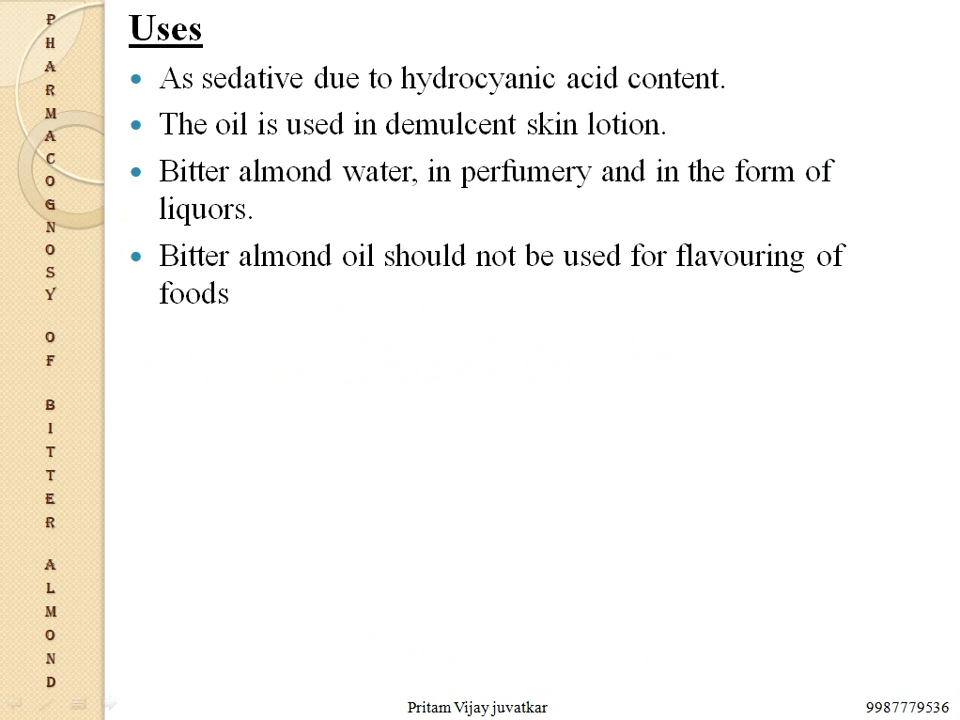 PHARMACOGNOSY OF BITTER ALMOND
Uses
• As sedative due to hydrocyanic acid content.
• The oil is used in demulcent skin lotion.
• Bitter almond water, in perfumery and in the form of
liquors.
• Bitter almond oil should not be used for flavouring of
foods
Pritam Vijay juvatkar
9987779536